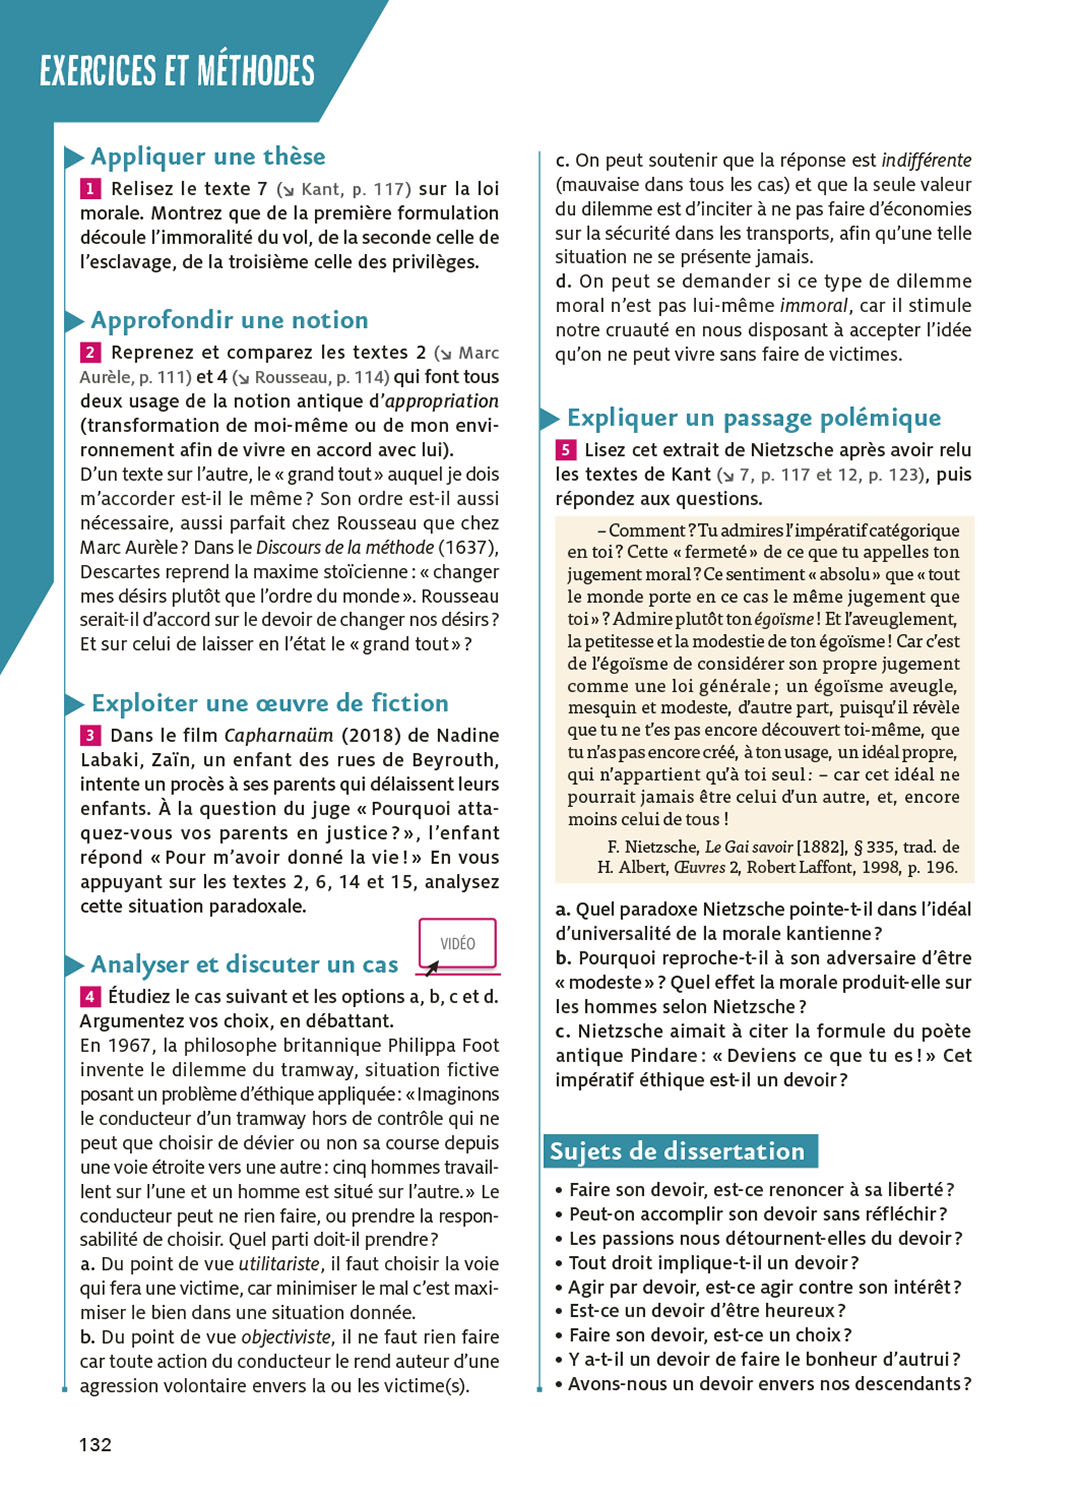 EXERCICES ET MÉTHODES
Appliquer une thèse
1 Relisez le texte 7 (↘ Kant, p. 117) sur la loi
morale. Montrez que de la première formulation
découle l'immoralité du vol, de la seconde celle de
l'esclavage, de la troisième celle des privilèges.
Approfondir une notion
2 Reprenez et comparez les textes 2 (↘ Marc
Aurèle, p. 111) et 4 (↘ Rousseau, p. 114) qui font tous
deux usage de la notion antique d'appropriation
(transformation de moi-même ou de mon envi-
ronnement afin de vivre en accord avec lui).
D'un texte sur l'autre, le « grand tout » auquel je dois
m'accorder est-il le même ? Son ordre est-il aussi
nécessaire, aussi parfait chez Rousseau que chez
Marc Aurèle ? Dans le Discours de la méthode (1637),
Descartes reprend la maxime stoïcienne : « changer
mes désirs plutôt que l'ordre du monde ». Rousseau
serait-il d'accord sur le devoir de changer nos désirs ?
Et sur celui de laisser en l'état le « grand tout » ?
Exploiter une œuvre de fiction
3 Dans le film Capharnaüm (2018) de Nadine
Labaki, Zaïn, un enfant des rues de Beyrouth,
intente un procès à ses parents qui délaissent leurs
enfants. À la question du juge « Pourquoi atta-
quez-vous vos parents en justice ? », l'enfant
répond « Pour m'avoir donné la vie ! » En vous
appuyant sur les textes 2, 6, 14 et 15, analysez
cette situation paradoxale.
VIDÉO
Analyser et discuter un cas
4 Étudiez le cas suivant et les options a, b, c et d.
Argumentez vos choix, en débattant.
En 1967, la philosophe britannique Philippa Foot
invente le dilemme du tramway, situation fictive
posant un problème d'éthique appliquée : « Imaginons
le conducteur d'un tramway hors de contrôle qui ne
peut que choisir de dévier ou non sa course depuis
une voie étroite vers une autre : cinq hommes travail-
lent sur l'une et un homme est situé sur l'autre. » Le
conducteur peut ne rien faire, ou prendre la respon-
sabilité de choisir. Quel parti doit-il prendre ?
a. Du point de vue utilitariste, il faut choisir la voie
qui fera une victime, car minimiser le mal c'est maxi-
miser le bien dans une situation donnée.
b. Du point de vue objectiviste, il ne faut rien faire
car toute action du conducteur le rend auteur d'une
agression volontaire envers la ou les victime(s).
c. On peut soutenir que la réponse est indifférente
(mauvaise dans tous les cas) et que la seule valeur
du dilemme est d'inciter à ne pas faire d'économies
sur la sécurité dans les transports, afin qu'une telle
situation ne se présente jamais.
d. On peut se demander si ce type de dilemme
moral n'est pas lui-même immoral, car il stimule
notre cruauté en nous disposant à accepter l'idée
qu'on ne peut vivre sans faire de victimes.
Expliquer un passage polémique
5 Lisez cet extrait de Nietzsche après avoir relu
les textes de Kant (↘ 7, p. 117 et 12, p. 123), puis
répondez aux questions.
– Comment ? Tu admires l'impératif catégorique
en toi ? Cette « fermeté » de ce que tu appelles ton
jugement moral ? Ce sentiment « absolu » que « tout
le monde porte en ce cas le même jugement que
toi » ? Admire plutôt ton égoïsme ! Et l'aveuglement,
la petitesse et la modestie de ton égoïsme ! Car c'est
de l'égoïsme de considérer son propre jugement
comme une loi générale ; un égoïsme aveugle,
mesquin et modeste, d'autre part, puisqu'il révèle
que tu ne t'es pas encore découvert toi-même, que
tu n'as pas encore créé, à ton usage, un idéal propre,
qui n'appartient qu'à toi seul : – car cet idéal ne
pourrait jamais être celui d'un autre, et, encore
moins celui de tous !
F. Nietzsche, Le Gai savoir [1882], § 335, trad. de
H. Albert, Œuvres 2, Robert Laffont, 1998, p. 196.
a. Quel paradoxe Nietzsche pointe-t-il dans l'idéal
d'universalité de la morale kantienne ?
b. Pourquoi reproche-t-il à son adversaire d'être
« modeste » ? Quel effet la morale produit-elle sur
les hommes selon Nietzsche ?
c. Nietzsche aimait à citer la formule du poète
antique Pindare : « Deviens ce que tu es ! » Cet
impératif éthique est-il un devoir ?
Sujets de dissertation
• Faire son devoir, est-ce renoncer à sa liberté ?
• Peut-on accomplir son devoir sans réfléchir ?
• Les passions nous détournent-elles du devoir ?
• Tout droit implique-t-il un devoir ?
• Agir par devoir, est-ce agir contre son intérêt ?
• Est-ce un devoir d'être heureux ?
• Faire son devoir, est-ce un choix ?
• Y a-t-il un devoir de faire le bonheur d'autrui ?
• Avons-nous un devoir envers nos descendants ?
132